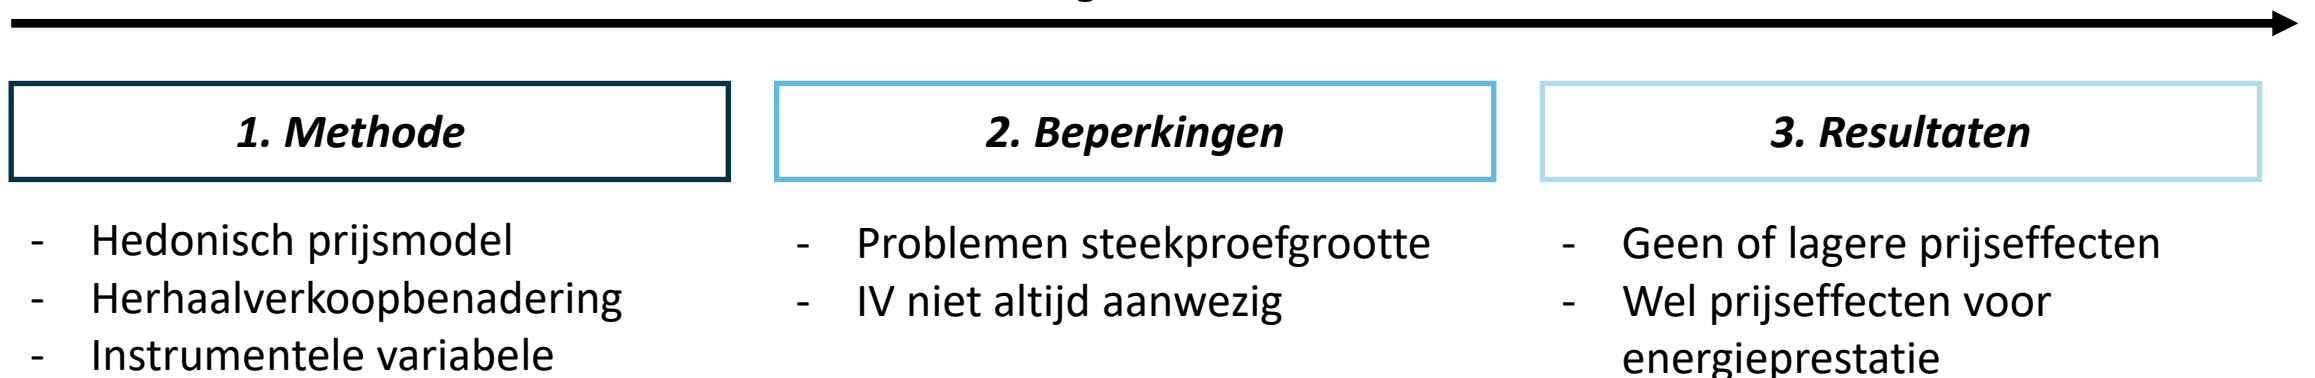 1. Methode
- Hedonisch prijsmodel
- Herhaalverkoopbenadering
- Instrumentele variabele
2. Beperkingen
- Problemen steekproefgrootte
- IV niet altijd aanwezig
3. Resultaten
- Geen of lagere prijseffecten
- Wel prijseffecten voor
energieprestatie